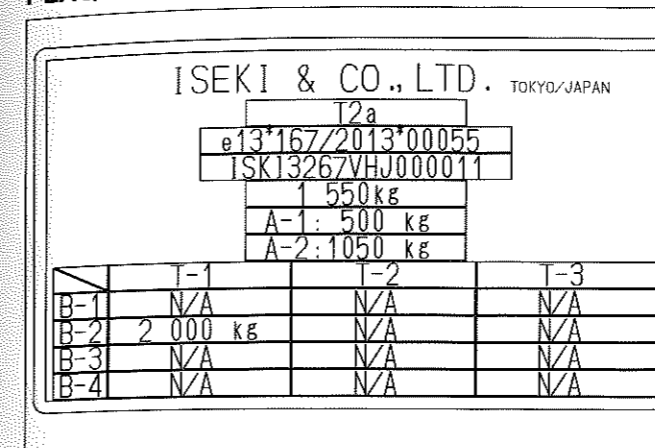 ISEKI & CO., LTD. TOKYO/JAPAN
T2a
e13*167/2013*00055
ISKI3267VHJ000011
1 550kg
A-1: 500 kg
A-2:1050 kg
T-1 T-2 T-3
B-1 N/A N/A N/A
B-2 2 000 kg N/A N/A
B-3 N/A N/A N/A
B-4 N/A N/A N/A